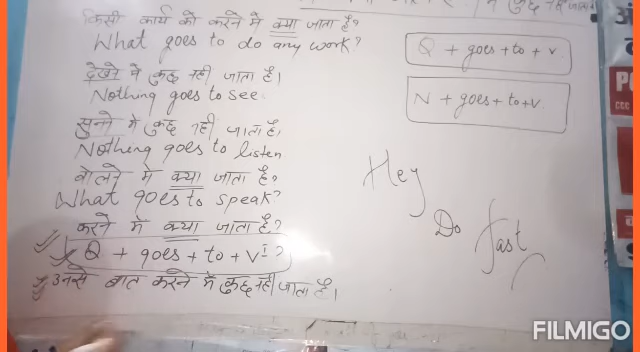 किसी कार्य को करने में क्या जाता है?
What goes to do any work?
देखने में कुछ नहीं जाता है।
Nothing goes to see.
सुनने में कुछ नहीं जाता है,
Nothing goes to listen
बोलने में क्या जाता है?
What goes to speak?
करने में क्या जाता है?
Q + goes + to + V¹?
उनसे बात करने में कुछ नहीं जाता है।
Q + goes + to + v.
N + goes + to + v.
Hey
Do
fast
FILMIGO